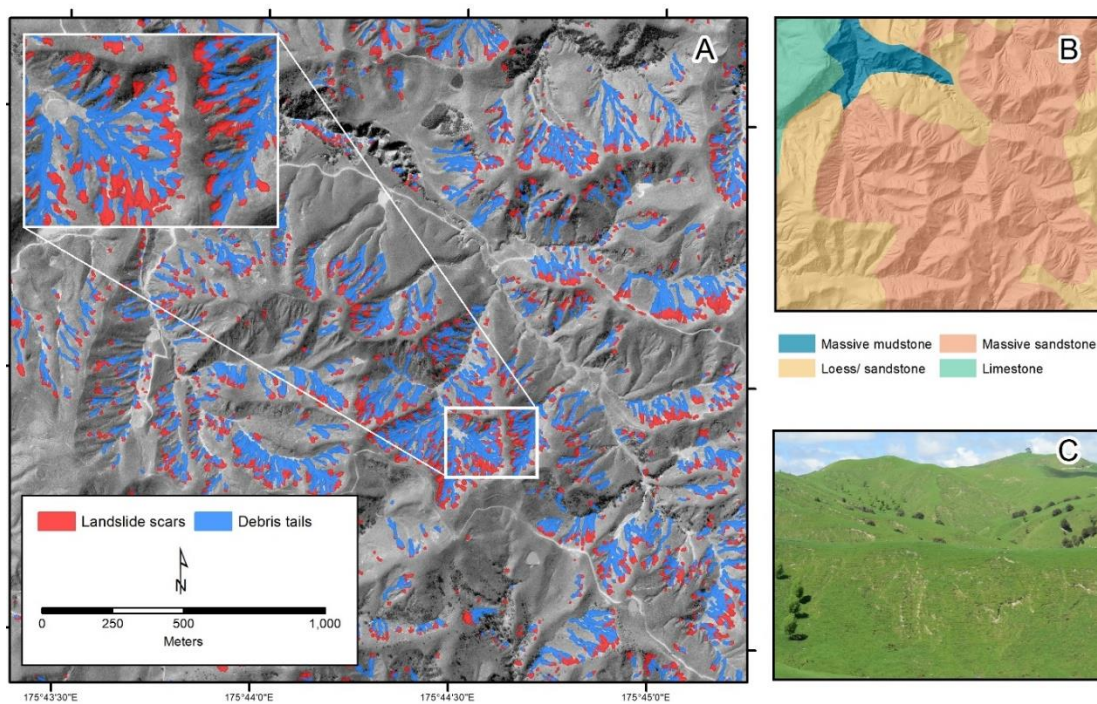 A
B
Massive mudstone
Massive sandstone
Loess/ sandstone
Limestone
C
Landslide scars
Debris tails
N
0 250 500 1,000
Meters
175°43'30"E 175°44'0"E 175°44'30"E 175°45'0"E